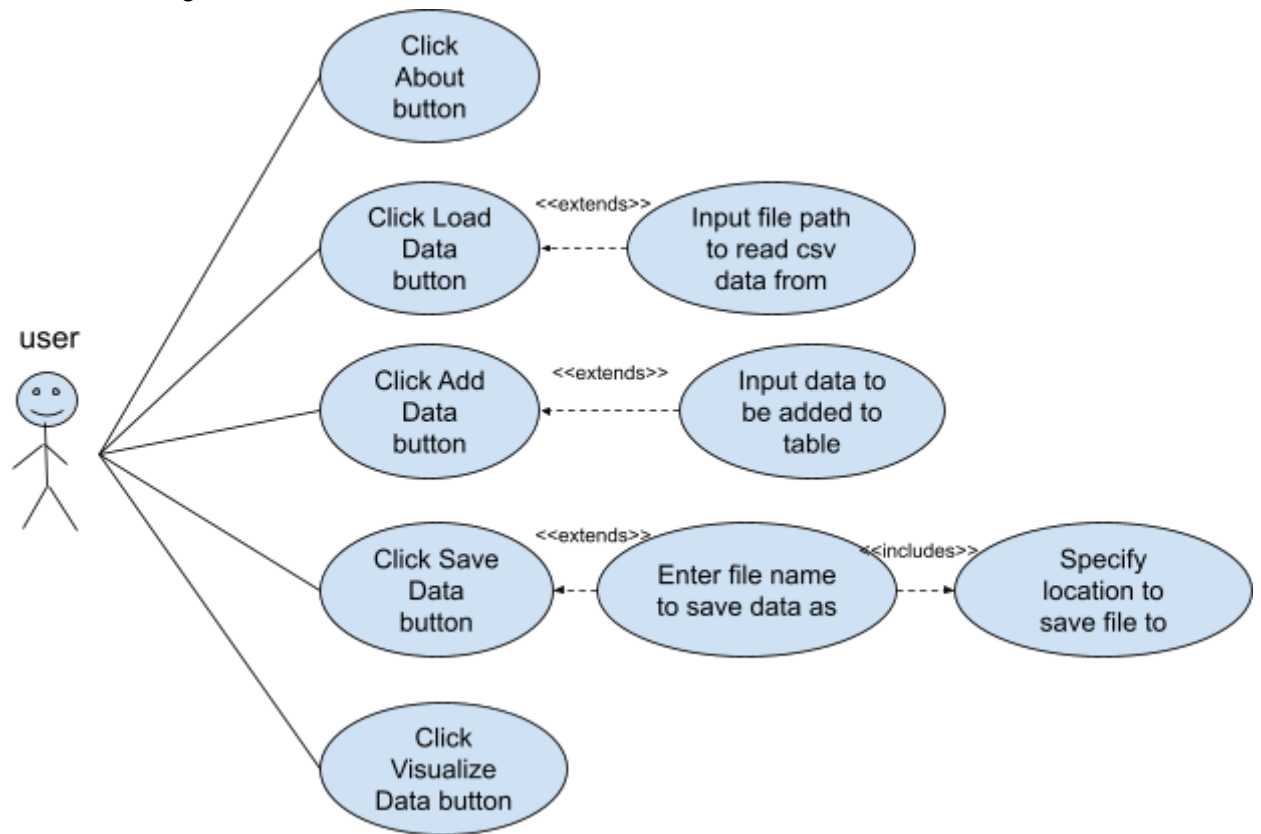 Click
About
button
Click Load
Data
button
<<extends>>
Input file path
to read csv
data from
user
Click Add
Data
button
<<extends>>
Input data to
be added to
table
Click Save
Data
button
<<extends>>
Enter file name
to save data as
<<includes>>
Specify
location to
save file to
Click
Visualize
Data button